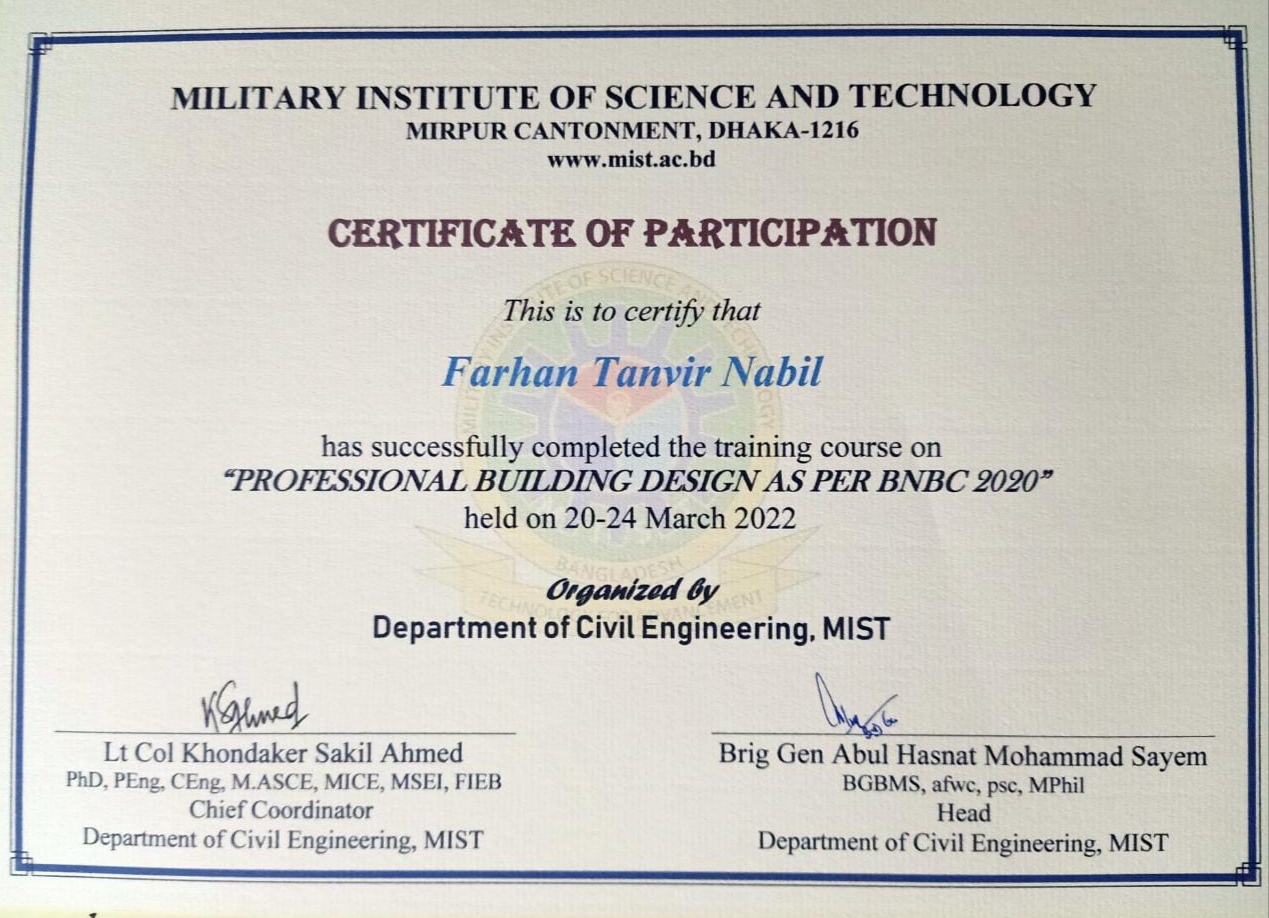 MILITARY INSTITUTE OF SCIENCE AND TECHNOLOGY
MIRPUR CANTONMENT, DHAKA-1216
www.mist.ac.bd
CERTIFICATE OF PARTICIPATION
This is to certify that
Farhan Tanvir Nabil
has successfully completed the training course on
“PROFESSIONAL BUILDING DESIGN AS PER BNBC 2020”
held on 20-24 March 2022
BANGLADESH
TECHNOLOGY FOR ADVANCEMENT
Organized by
Department of Civil Engineering, MIST
KSAhmed
Lt Col Khondaker Sakil Ahmed
PhD, PEng, CEng, M.ASCE, MICE, MSEI, FIEB
Chief Coordinator
Department of Civil Engineering, MIST
Brig Gen Abul Hasnat Mohammad Sayem
BGBMS, afwc, psc, MPhil
Head
Department of Civil Engineering, MIST